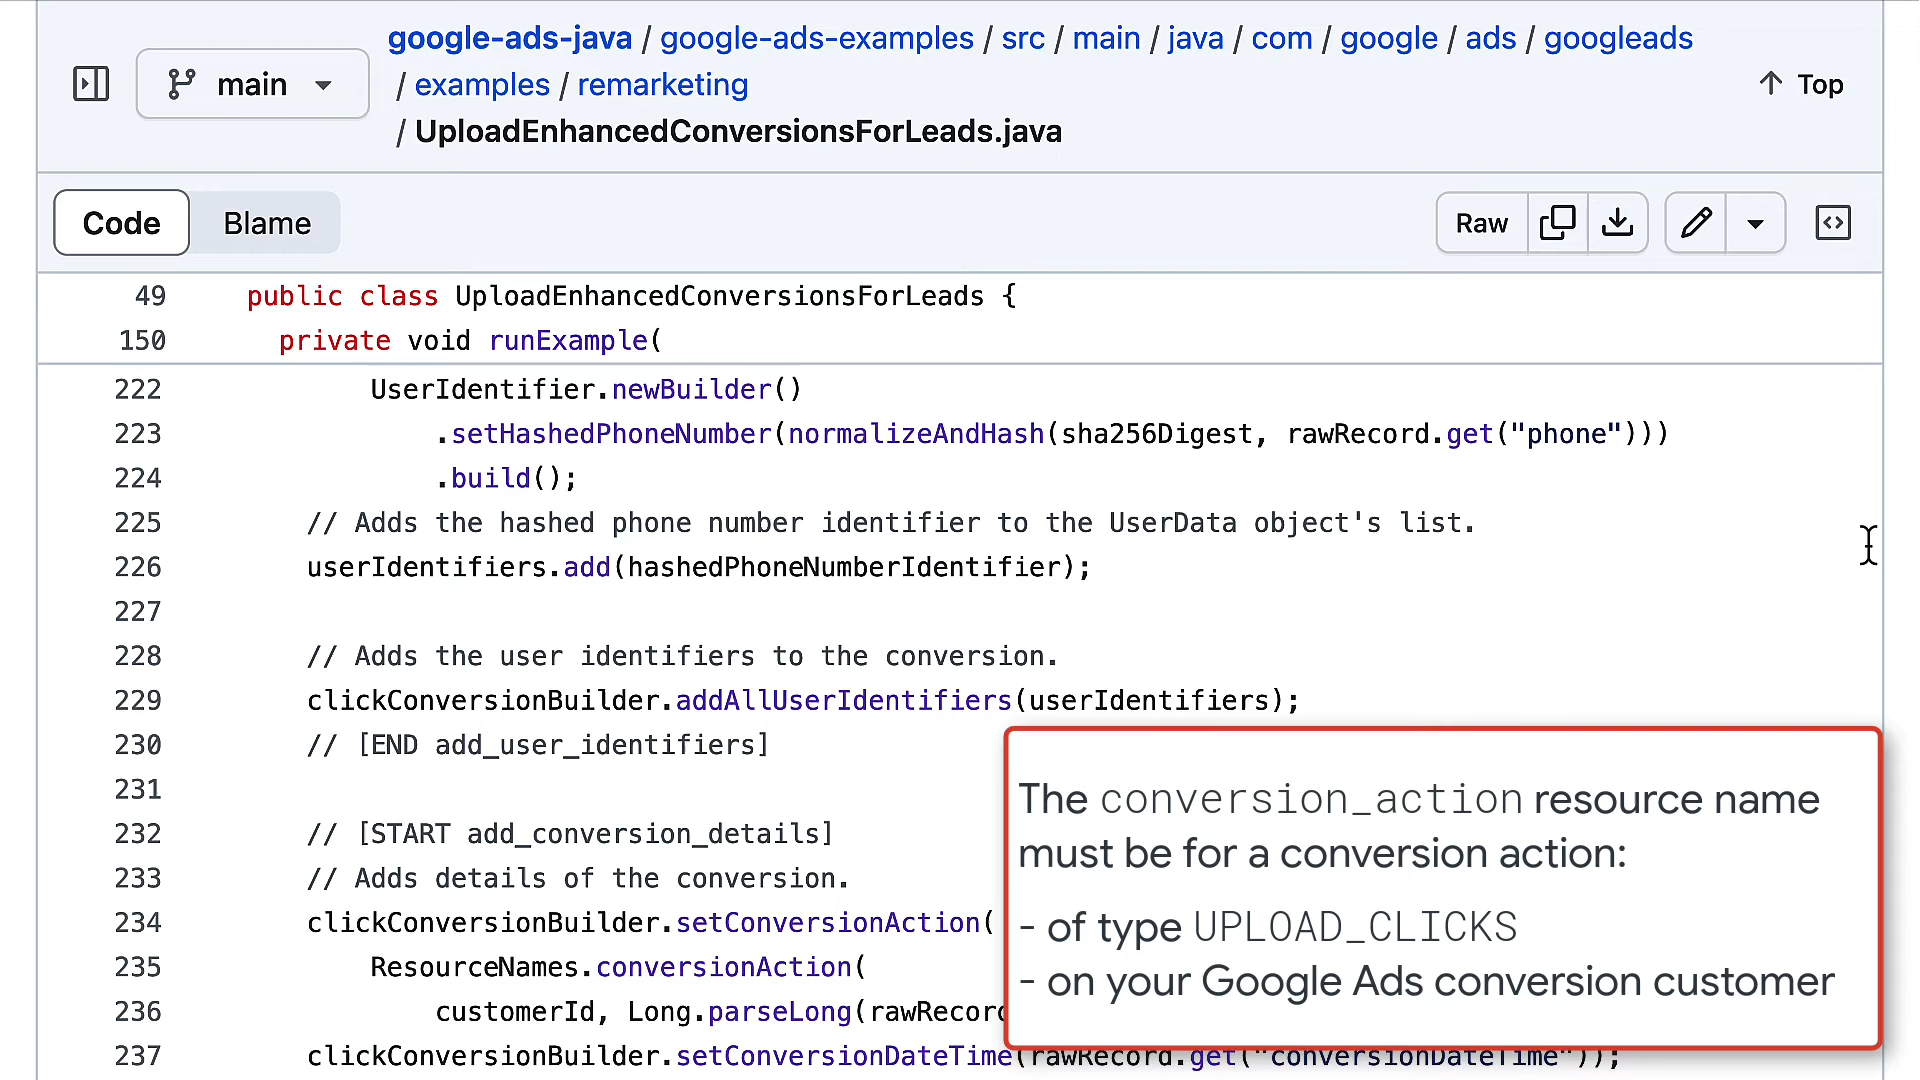 google-ads-java / google-ads-examples / src / main / java / com / google / ads / googleads
main
/ examples / remarketing
Top
/ UploadEnhancedConversionsForLeads.java
Code
Blame
Raw
49 public class UploadEnhancedConversionsForLeads {
150 private void runExample(
222 UserIdentifier.newBuilder()
223 .setHashedPhoneNumber(normalizeAndHash(sha256Digest, rawRecord.get("phone")))
224 .build();
225 // Adds the hashed phone number identifier to the UserData object's list.
226 userIdentifiers.add(hashedPhoneNumberIdentifier);
227
228 // Adds the user identifiers to the conversion.
229 clickConversionBuilder.addAllUserIdentifiers(userIdentifiers);
230 // [END add_user_identifiers]
231
232 // [START add_conversion_details]
233 // Adds details of the conversion.
234 clickConversionBuilder.setConversionAction(
235 ResourceNames.conversionAction(
236 customerId, Long.parseLong(rawRecord
237 clickConversionBuilder.setConversionDateTime(rawRecord.get("conversionDateTime"));
The conversion_action resource name
must be for a conversion action:
- of type UPLOAD_CLICKS
- on your Google Ads conversion customer